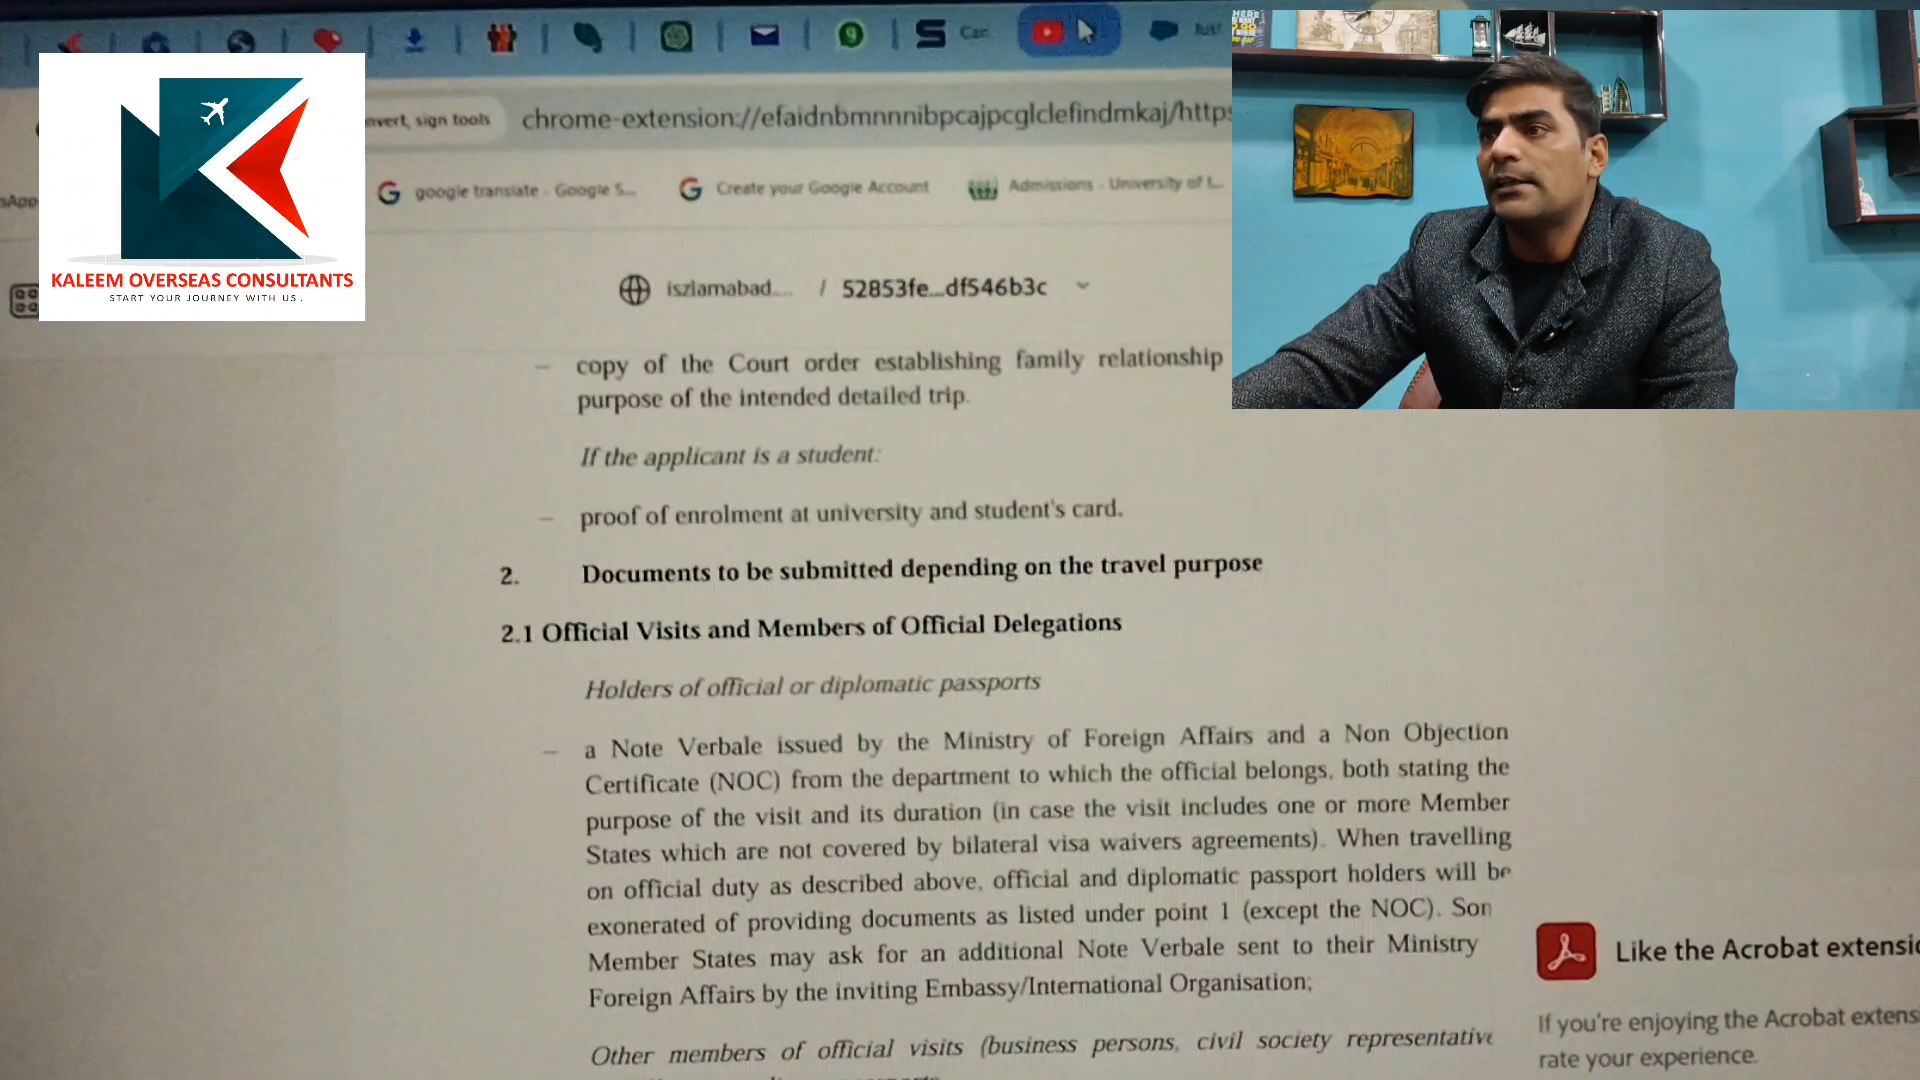 Can
Just
nvert, sign tools
chrome-extension://efaidnbmnnnibpcajpcglclefindmkaj/https
sApp
google translate - Google S...
Create your Google Account
Admissions - University of t...
KALEEM OVERSEAS CONSULTANTS
START YOUR JOURNEY WITH US.
iszlamabad... / 52853fe...df546b3c
– copy of the Court order establishing family relationship
purpose of the intended detailed trip.
If the applicant is a student:
– proof of enrolment at university and student's card.
2. Documents to be submitted depending on the travel purpose
2.1 Official Visits and Members of Official Delegations
Holders of official or diplomatic passports
– a Note Verbale issued by the Ministry of Foreign Affairs and a Non Objection
Certificate (NOC) from the department to which the official belongs, both stating the
purpose of the visit and its duration (in case the visit includes one or more Member
States which are not covered by bilateral visa waivers agreements). When travelling
on official duty as described above, official and diplomatic passport holders will be
exonerated of providing documents as listed under point 1 (except the NOC). Som
Member States may ask for an additional Note Verbale sent to their Ministry
Foreign Affairs by the inviting Embassy/International Organisation;
Other members of official visits (business persons, civil society representative
Like the Acrobat extensio
If you're enjoying the Acrobat extens
rate your experience.